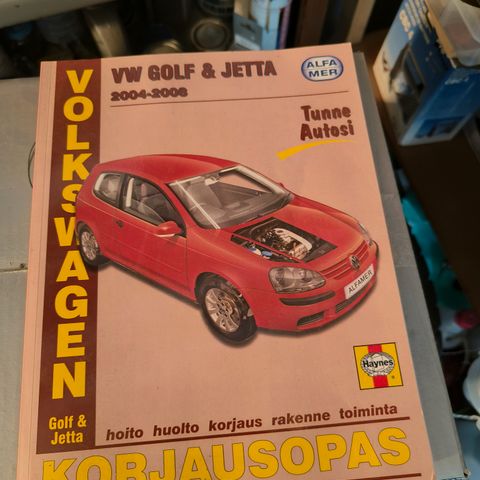 VOLKSWAGEN
Golf &
Jetta
VW GOLF & JETTA
2004-2008
ALFA
MER
Tunne
Autosi
ALFAMER
Haynes
hoito huolto korjaus rakenne toiminta
KORJAUSOPAS